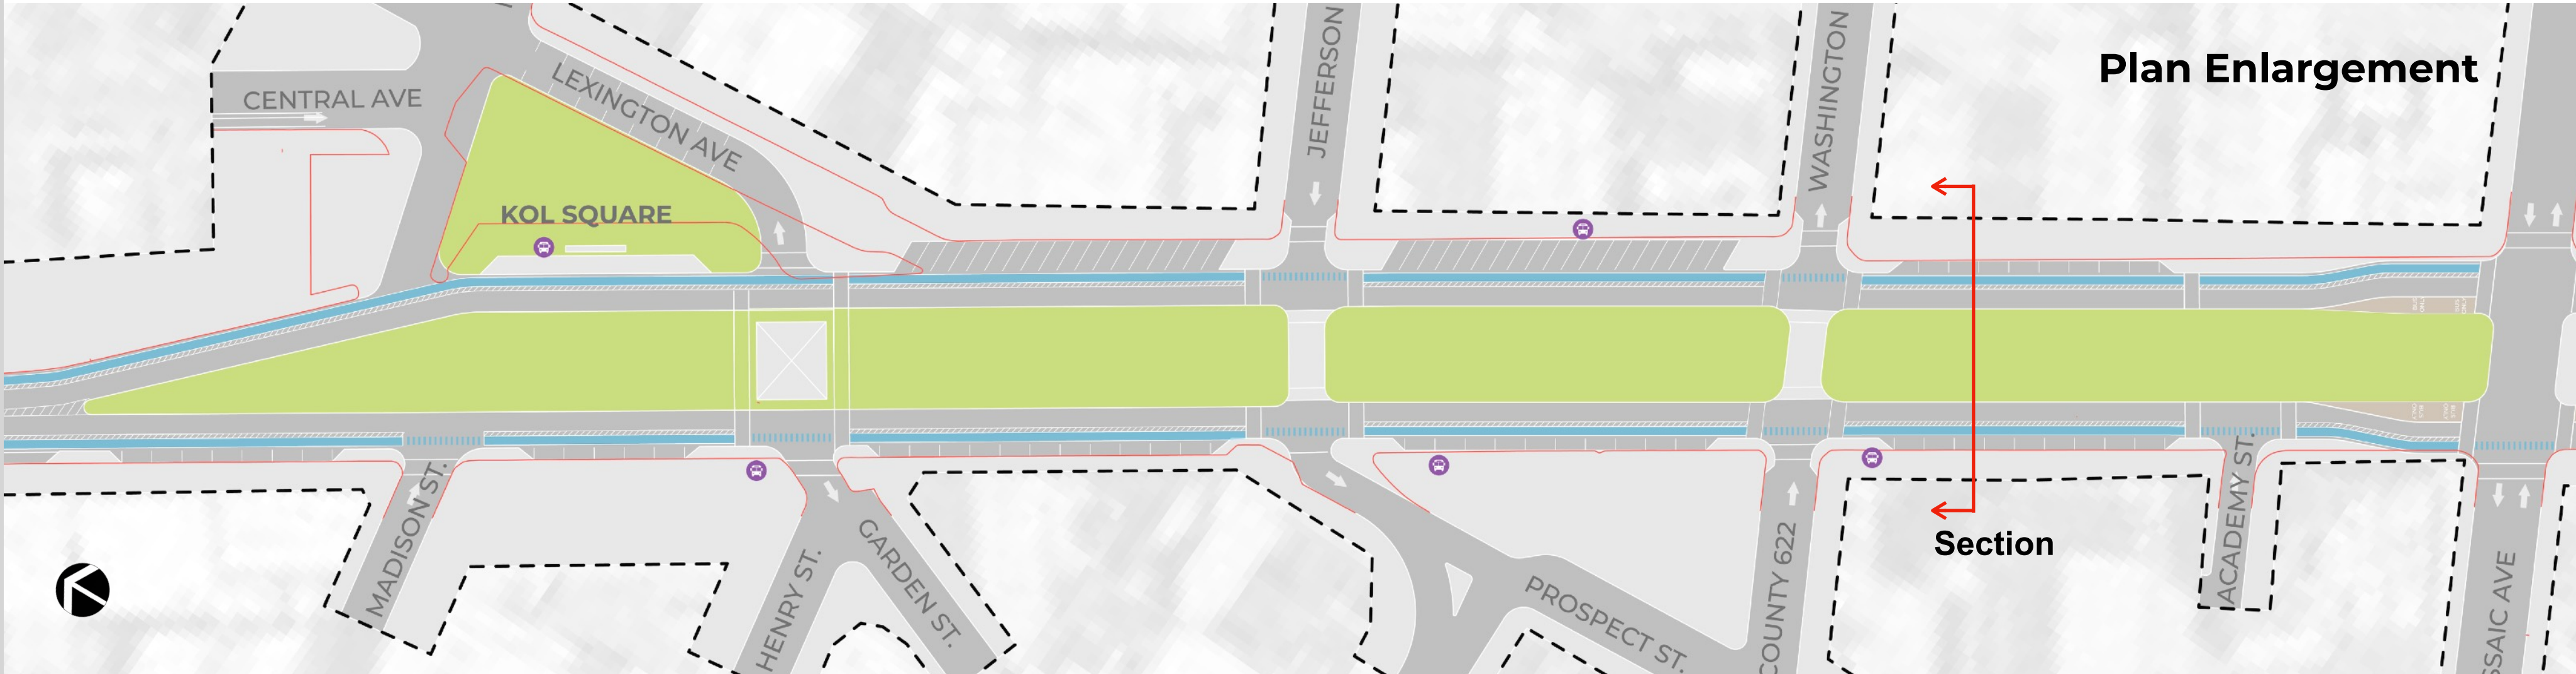 Plan Enlargement
CENTRAL AVE
LEXINGTON AVE
JEFFERSON
WASHINGTON
KOL SQUARE
Section
MADISON ST.
HENRY ST.
GARDEN ST.
PROSPECT ST.
COUNTY 622
ACADEMY ST.
SSAIC AVE